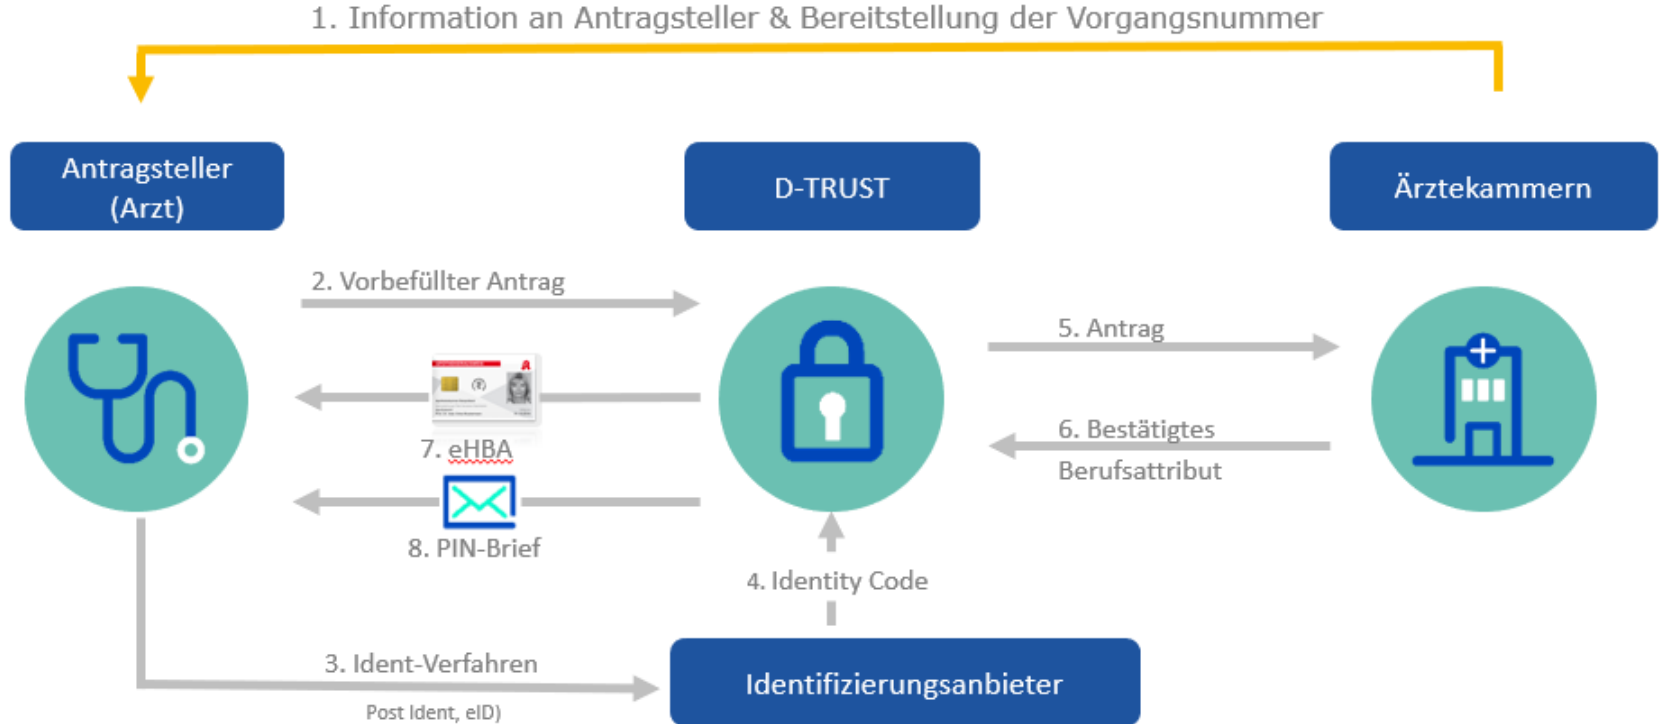 1. Information an Antragsteller & Bereitstellung der Vorgangsnummer
Antragsteller
(Arzt)
D-TRUST
Ärztekammern
2. Vorbefüllter Antrag
5. Antrag
7. eHBA
6. Bestätigtes
Berufsattribut
8. PIN-Brief
4. Identity Code
3. Ident-Verfahren
Post Ident, eID)
Identifizierungsanbieter